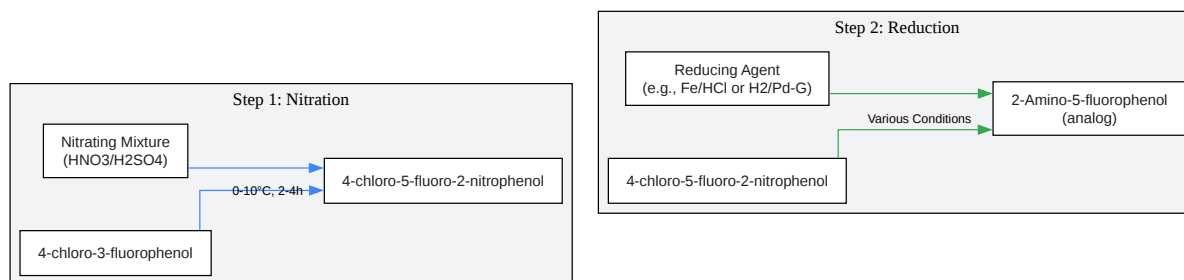 Step 1: Nitration
Nitrating Mixture
(HNO3/H2SO4)
4-chloro-5-fluoro-2-nitrophenol
0-10°C, 2-4h
4-chloro-3-fluorophenol
Step 2: Reduction
Reducing Agent
(e.g., Fe/HCl or H2/Pd-G)
2-Amino-5-fluorophenol
(analog)
Various Conditions
4-chloro-5-fluoro-2-nitrophenol